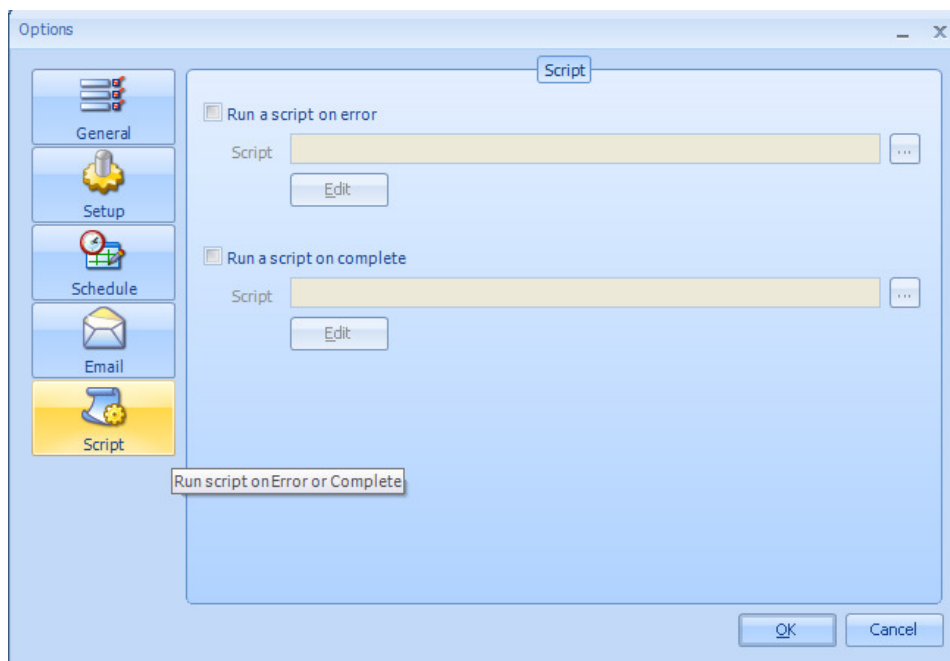 Options
General
Setup
Schedule
Email
Script
Script
Run a script on error
Script
...
Edit
Run a script on complete
Script
...
Edit
Run script on Error or Complete
OK
Cancel